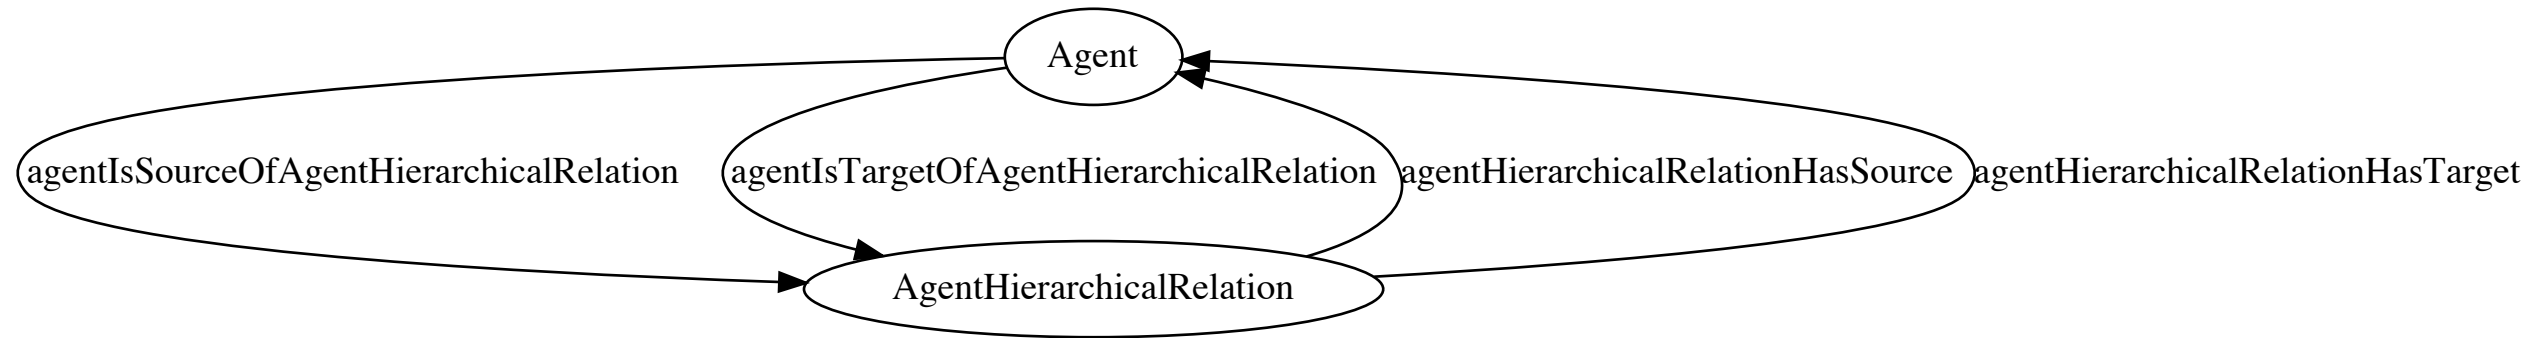 Agent
agentIsSourceOfAgentHierarchicalRelation
agentIsTargetOfAgentHierarchicalRelation
agentHierarchicalRelationHasSource
agentHierarchicalRelationHasTarget
AgentHierarchicalRelation